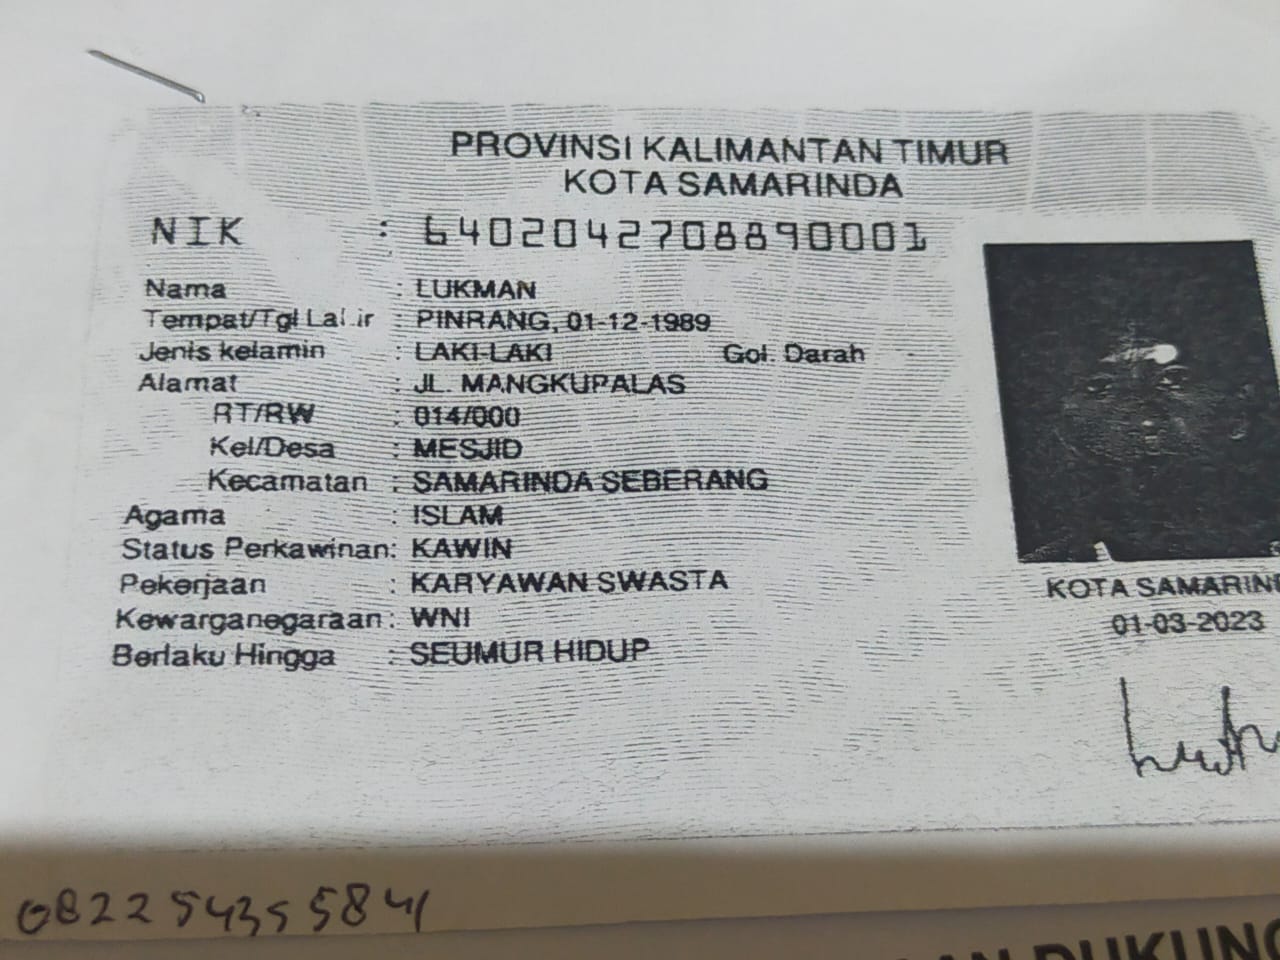 PROVINSI KALIMANTAN TIMUR
KOTA SAMARINDA
NIK : 6402042708890001
Nama : LUKMAN
Tempat/Tgl Lahir : PINRANG, 01-12-1989
Jenis kelamin : LAKI-LAKI Gol. Darah -
Alamat : JL. MANGKUPALAS
RT/RW : 014/000
Kel/Desa : MESJID
Kecamatan : SAMARINDA SEBERANG
Agama : ISLAM
Status Perkawinan: KAWIN
Pekerjaan : KARYAWAN SWASTA
Kewarganegaraan: WNI
Berlaku Hingga : SEUMUR HIDUP
KOTA SAMARIN
01-03-2023
DUKUNG